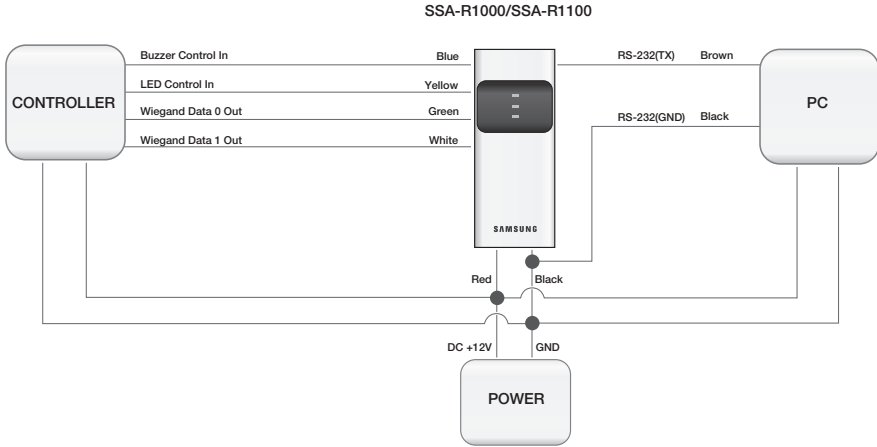 SSA-R1000/SSA-R1100
Buzzer Control In Blue RS-232(TX) Brown
LED Control In Yellow
CONTROLLER PC
Wiegand Data 0 Out Green RS-232(GND) Black
Wiegand Data 1 Out White
SAMSUNG
Red Black
DC +12V GND
POWER